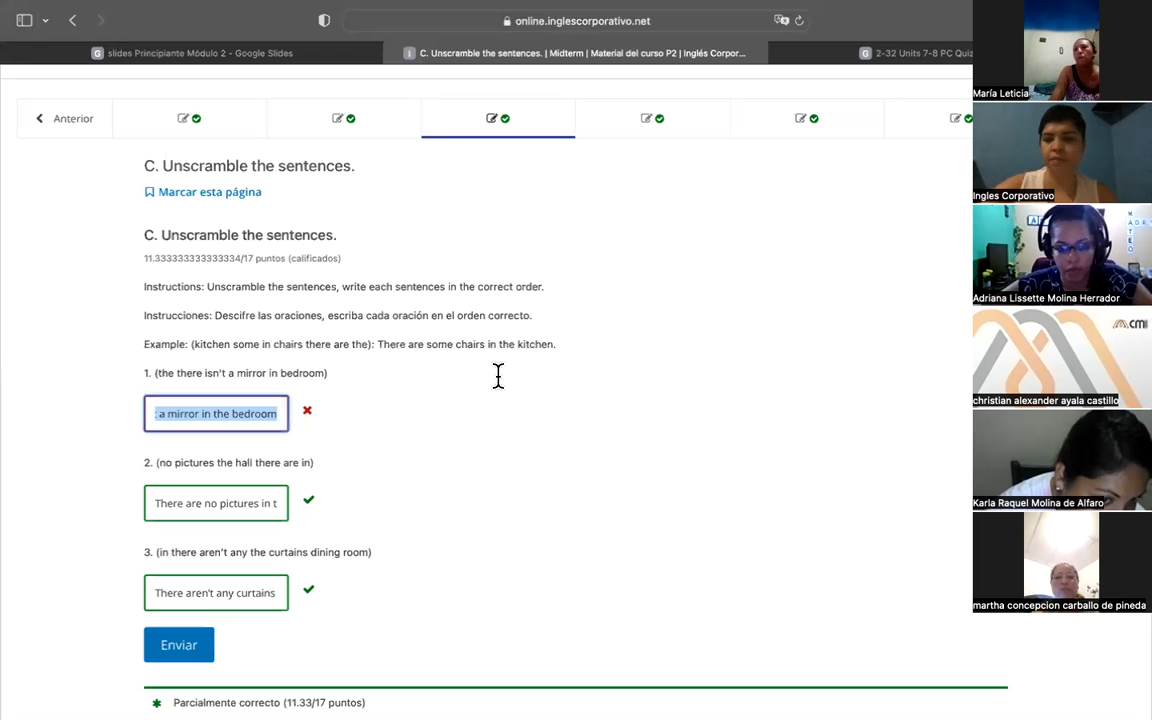 online.inglescorporativo.net
slides Principiante Módulo 2 - Google Slides
C. Unscramble the sentences. | Midterm | Material del curso P2 | Inglés Corpor...
2-32 Units 7-8 PC Quiz
Anterior
C. Unscramble the sentences.
Marcar esta página
C. Unscramble the sentences.
11.333333333333334/17 puntos (calificados)
Instructions: Unscramble the sentences, write each sentences in the correct order.
Instrucciones: Descifre las oraciones, escriba cada oración en el orden correcto.
Example: (kitchen some in chairs there are the): There are some chairs in the kitchen.
1. (the there isn't a mirror in bedroom)
a mirror in the bedroom
2. (no pictures the hall there are in)
There are no pictures in t
3. (in there aren't any the curtains dining room)
There aren't any curtains
Enviar
Parcialmente correcto (11.33/17 puntos)
María Leticia
Ingles Corporativo
Adriana Lissette Molina Herrador
cmi
christian alexander ayala castillo
Karla Raquel Molina de Alfaro
martha concepcion carballo de pineda